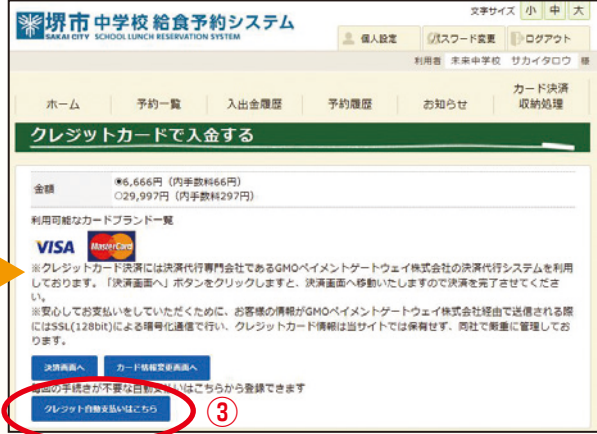 文字サイズ 小 中 大
堺市 中学校 給食予約システム
SAKAI CITY SCHOOL LUNCH RESERVATION SYSTEM
個人設定 パスワード変更 ログアウト
利用者 未来中学校 サカイタロウ 様
ホーム 予約一覧 入出金履歴 予約履歴 お知らせ カード決済
収納処理
クレジットカードで入金する
金額
◉6,666円（内手数料66円）
○29,997円（内手数料297円）
利用可能なカードブランド一覧
VISA MasterCard
※クレジットカード決済には決済代行専門会社であるGMOペイメントゲートウェイ株式会社の決済代行システムを利用
しております。「決済画面へ」ボタンをクリックしますと、決済画面へ移動いたしますので決済を完了させてくださ
い。
※安心してお支払いをしていただくために、お客様の情報がGMOペイメントゲートウェイ株式会社経由で送信される際
にはSSL(128bit)による暗号化通信で行い、クレジットカード情報は当サイトでは保有せず、同社で厳重に管理してお
ります。
決済画面へ カード情報変更画面へ
毎回の手続きが不要な自動支払いはこちらから登録できます
クレジット自動支払いはこちら ③